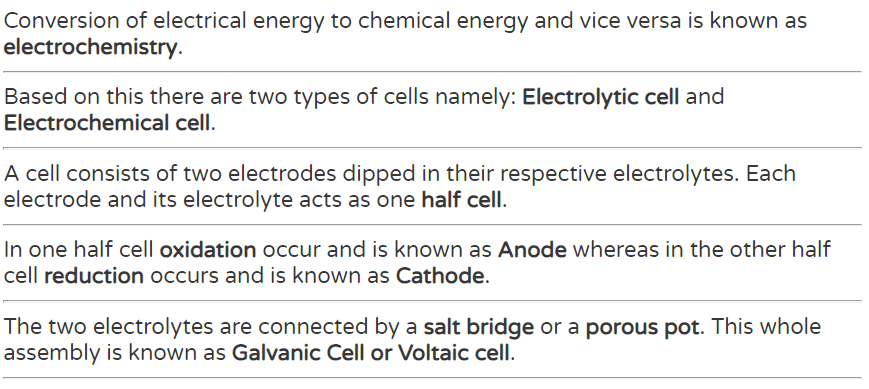 Conversion of electrical energy to chemical energy and vice versa is known as
electrochemistry.
Based on this there are two types of cells namely: Electrolytic cell and
Electrochemical cell.
A cell consists of two electrodes dipped in their respective electrolytes. Each
electrode and its electrolyte acts as one half cell.
In one half cell oxidation occur and is known as Anode whereas in the other half
cell reduction occurs and is known as Cathode.
The two electrolytes are connected by a salt bridge or a porous pot. This whole
assembly is known as Galvanic Cell or Voltaic cell.